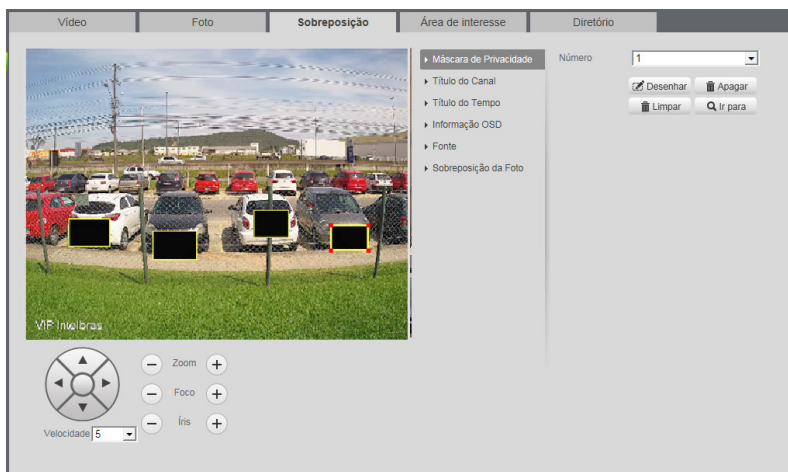 Vídeo Foto Sobreposição Área de interesse Diretório
Máscara de Privacidade
Título do Canal
Título do Tempo
Informação OSD
Fonte
Sobreposição da Foto
Número 1
Desenhar Apagar
Limpar Ir para
VIP Intelbras
Zoom
Foco
Íris
Velocidade 5